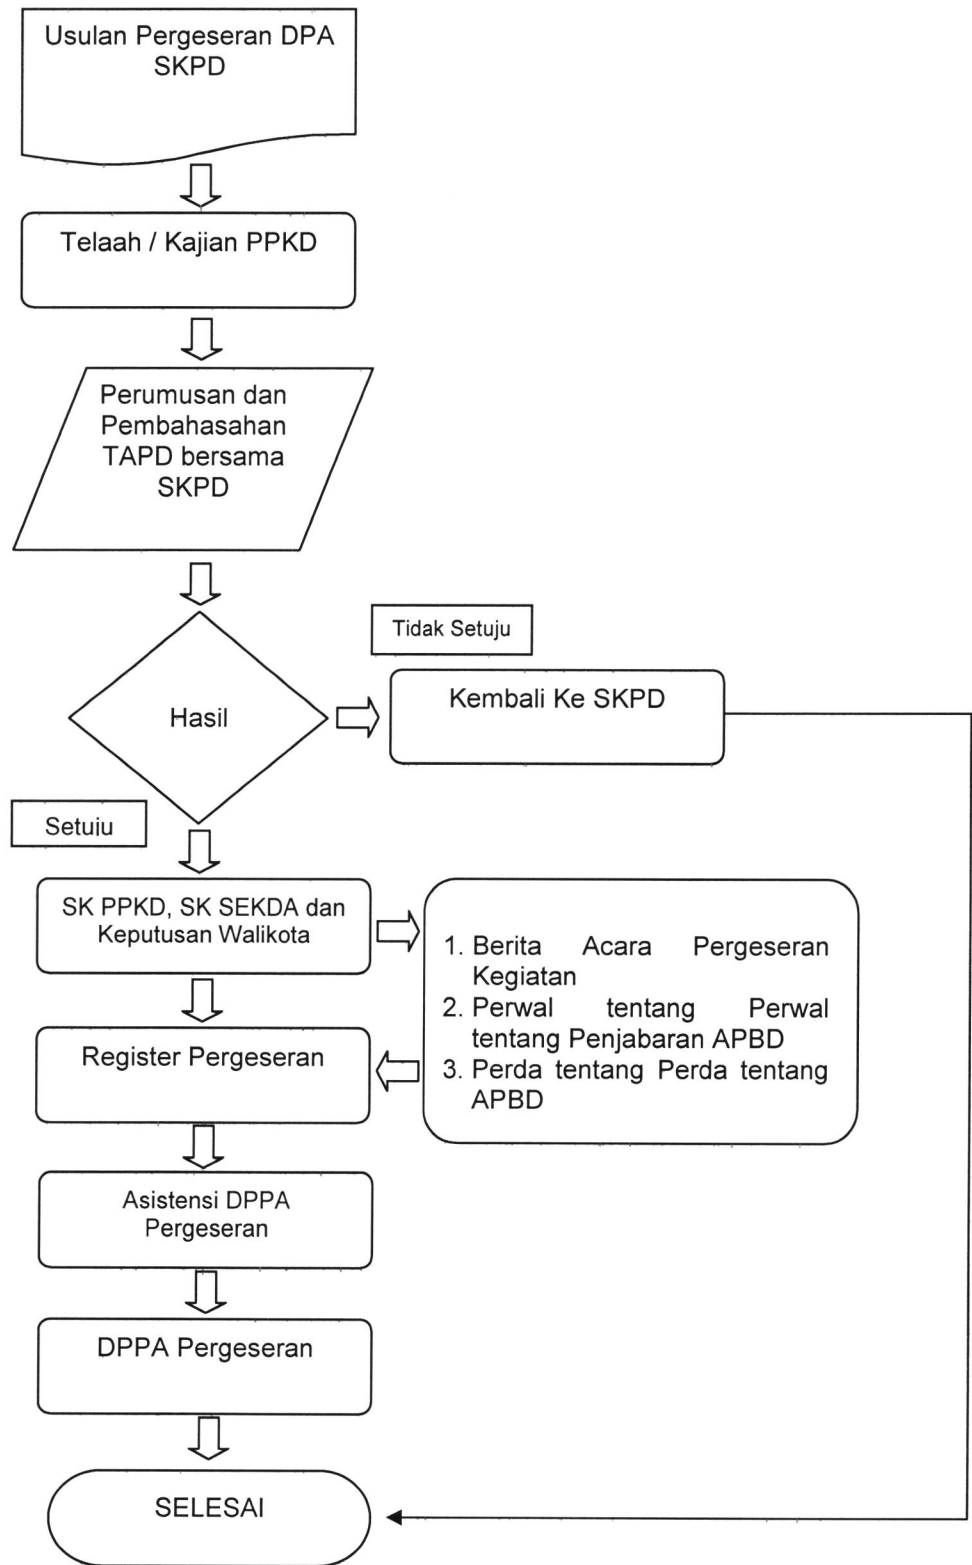 Usulan Pergeseran DPA
SKPD
Telaah / Kajian PPKD
Perumusan dan
Pembahasahan
TAPD bersama
SKPD
Tidak Setuju
Hasil
Kembali Ke SKPD
Setuiu
SK PPKD, SK SEKDA dan
Keputusan Walikota
1. Berita Acara Pergeseran
Kegiatan
2. Perwal tentang Perwal
tentang Penjabaran APBD
3. Perda tentang Perda tentang
APBD
Register Pergeseran
Asistensi DPPA
Pergeseran
DPPA Pergeseran
SELESAI